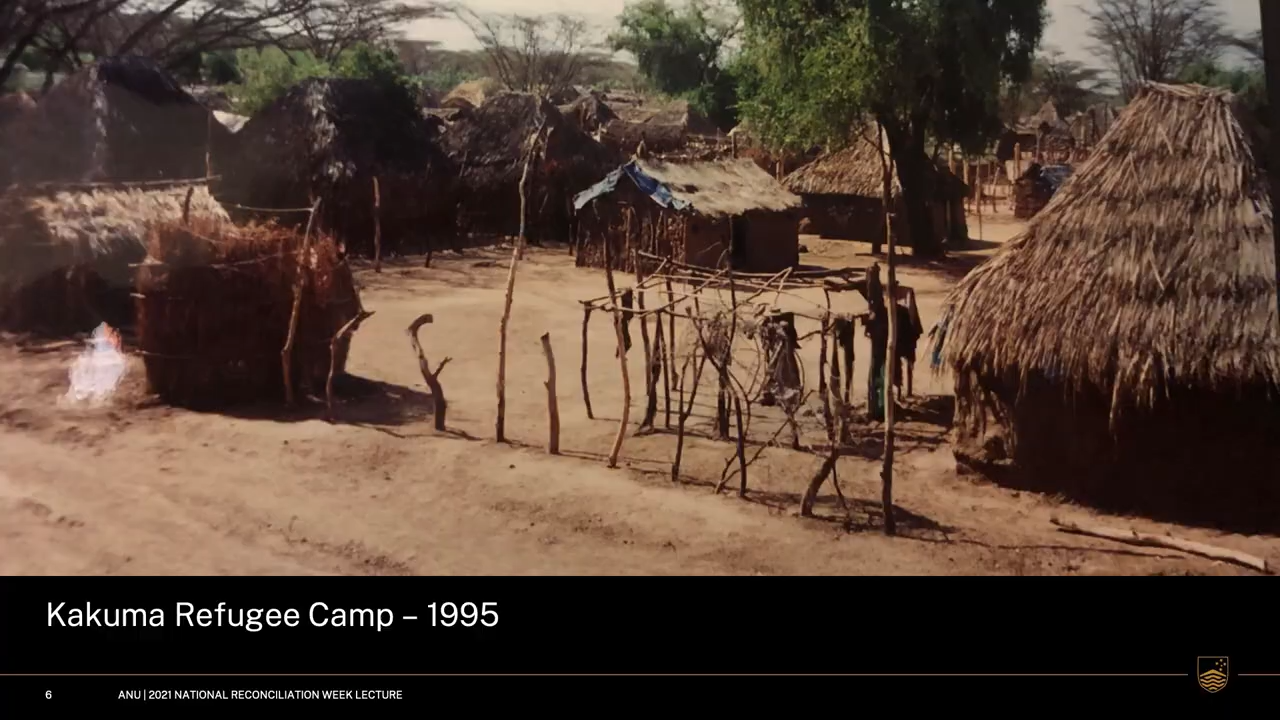 Kakuma Refugee Camp – 1995
6
ANU | 2021 NATIONAL RECONCILIATION WEEK LECTURE